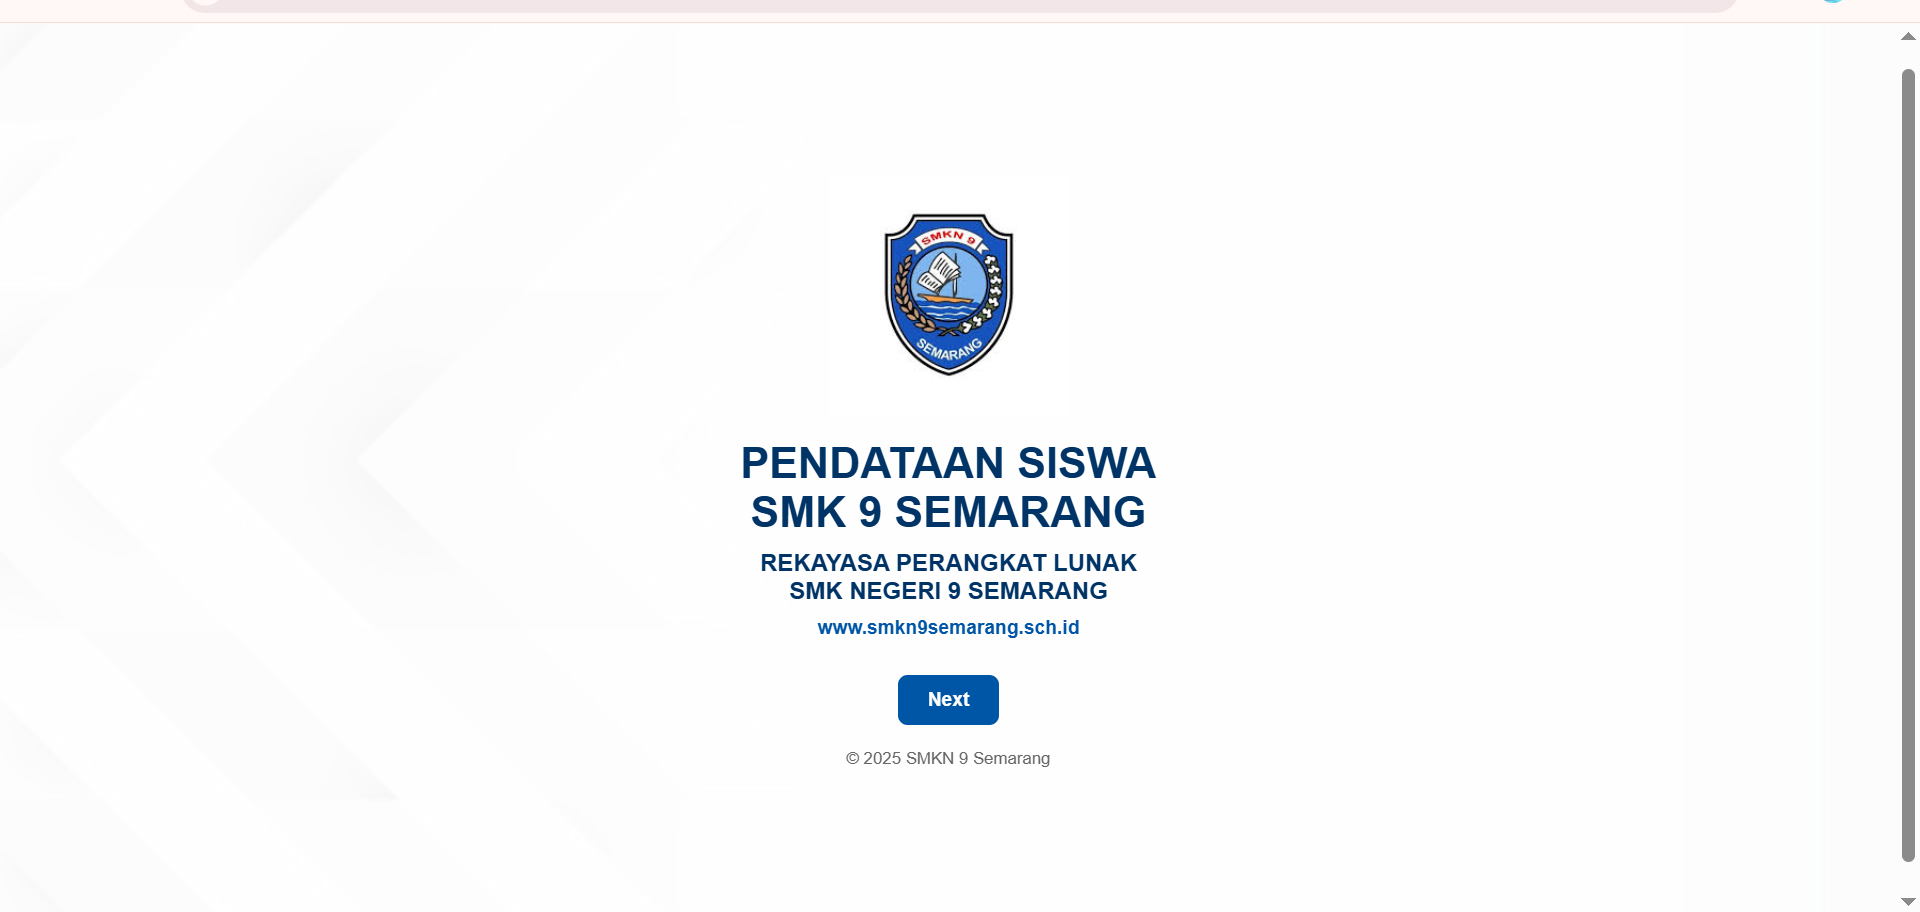 SMKN 9
SEMARANG
PENDATAAN SISWA
SMK 9 SEMARANG
REKAYASA PERANGKAT LUNAK
SMK NEGERI 9 SEMARANG
www.smkn9semarang.sch.id
Next
© 2025 SMKN 9 Semarang